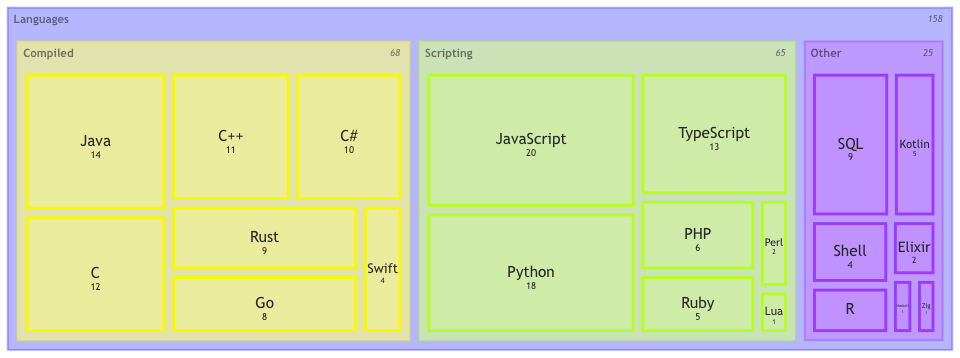 Languages 158
Compiled 68
Java
14
C++
11
C#
10
C
12
Rust
9
Go
8
Swift
4
Scripting 65
JavaScript
20
TypeScript
13
Python
18
PHP
6
Perl
2
Ruby
5
Lua
1
Other 25
SQL
9
Kotlin
5
Shell
4
Elixir
2
R
Zig
1